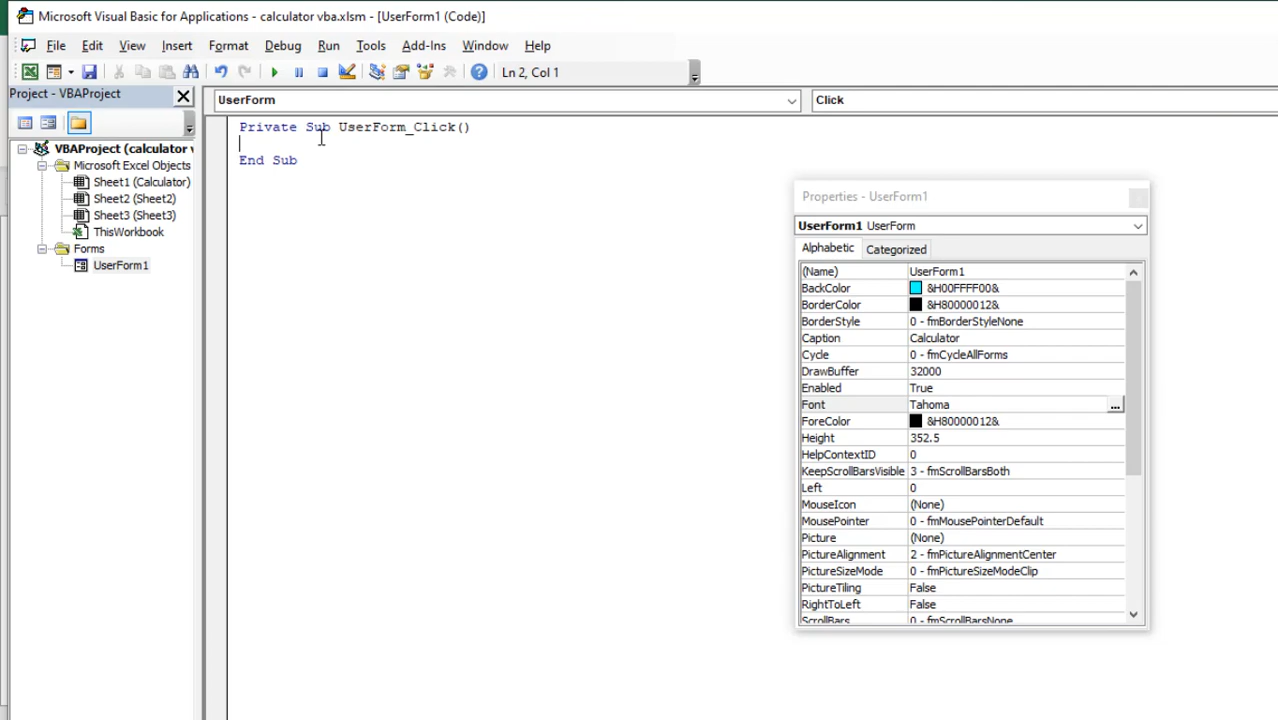 Microsoft Visual Basic for Applications - calculator vba.xlsm - [UserForm1 (Code)]
File Edit View Insert Format Debug Run Tools Add-Ins Window Help
Ln 2, Col 1
Project - VBAProject
VBAProject (calculator v
Microsoft Excel Objects
Sheet1 (Calculator)
Sheet2 (Sheet2)
Sheet3 (Sheet3)
ThisWorkbook
Forms
UserForm1
UserForm
Click
Private Sub UserForm_Click()
End Sub
Properties - UserForm1
UserForm1 UserForm
Alphabetic Categorized
(Name) UserForm1
BackColor &H00FFFF00&
BorderColor &H80000012&
BorderStyle 0 - fmBorderStyleNone
Caption Calculator
Cycle 0 - fmCycleAllForms
DrawBuffer 32000
Enabled True
Font Tahoma ...
ForeColor &H80000012&
Height 352.5
HelpContextID 0
KeepScrollBarsVisible 3 - fmScrollBarsBoth
Left 0
MouseIcon (None)
MousePointer 0 - fmMousePointerDefault
Picture (None)
PictureAlignment 2 - fmPictureAlignmentCenter
PictureSizeMode 0 - fmPictureSizeModeClip
PictureTiling False
RightToLeft False
ScrollBars 0 - fmScrollBarsNone